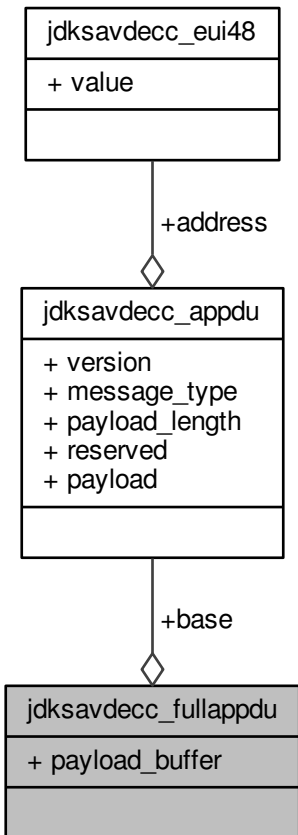 jdksavdecc_eui48
+ value
+address
jdksavdecc_appdu
+ version
+ message_type
+ payload_length
+ reserved
+ payload
+base
jdksavdecc_fullappdu
+ payload_buffer